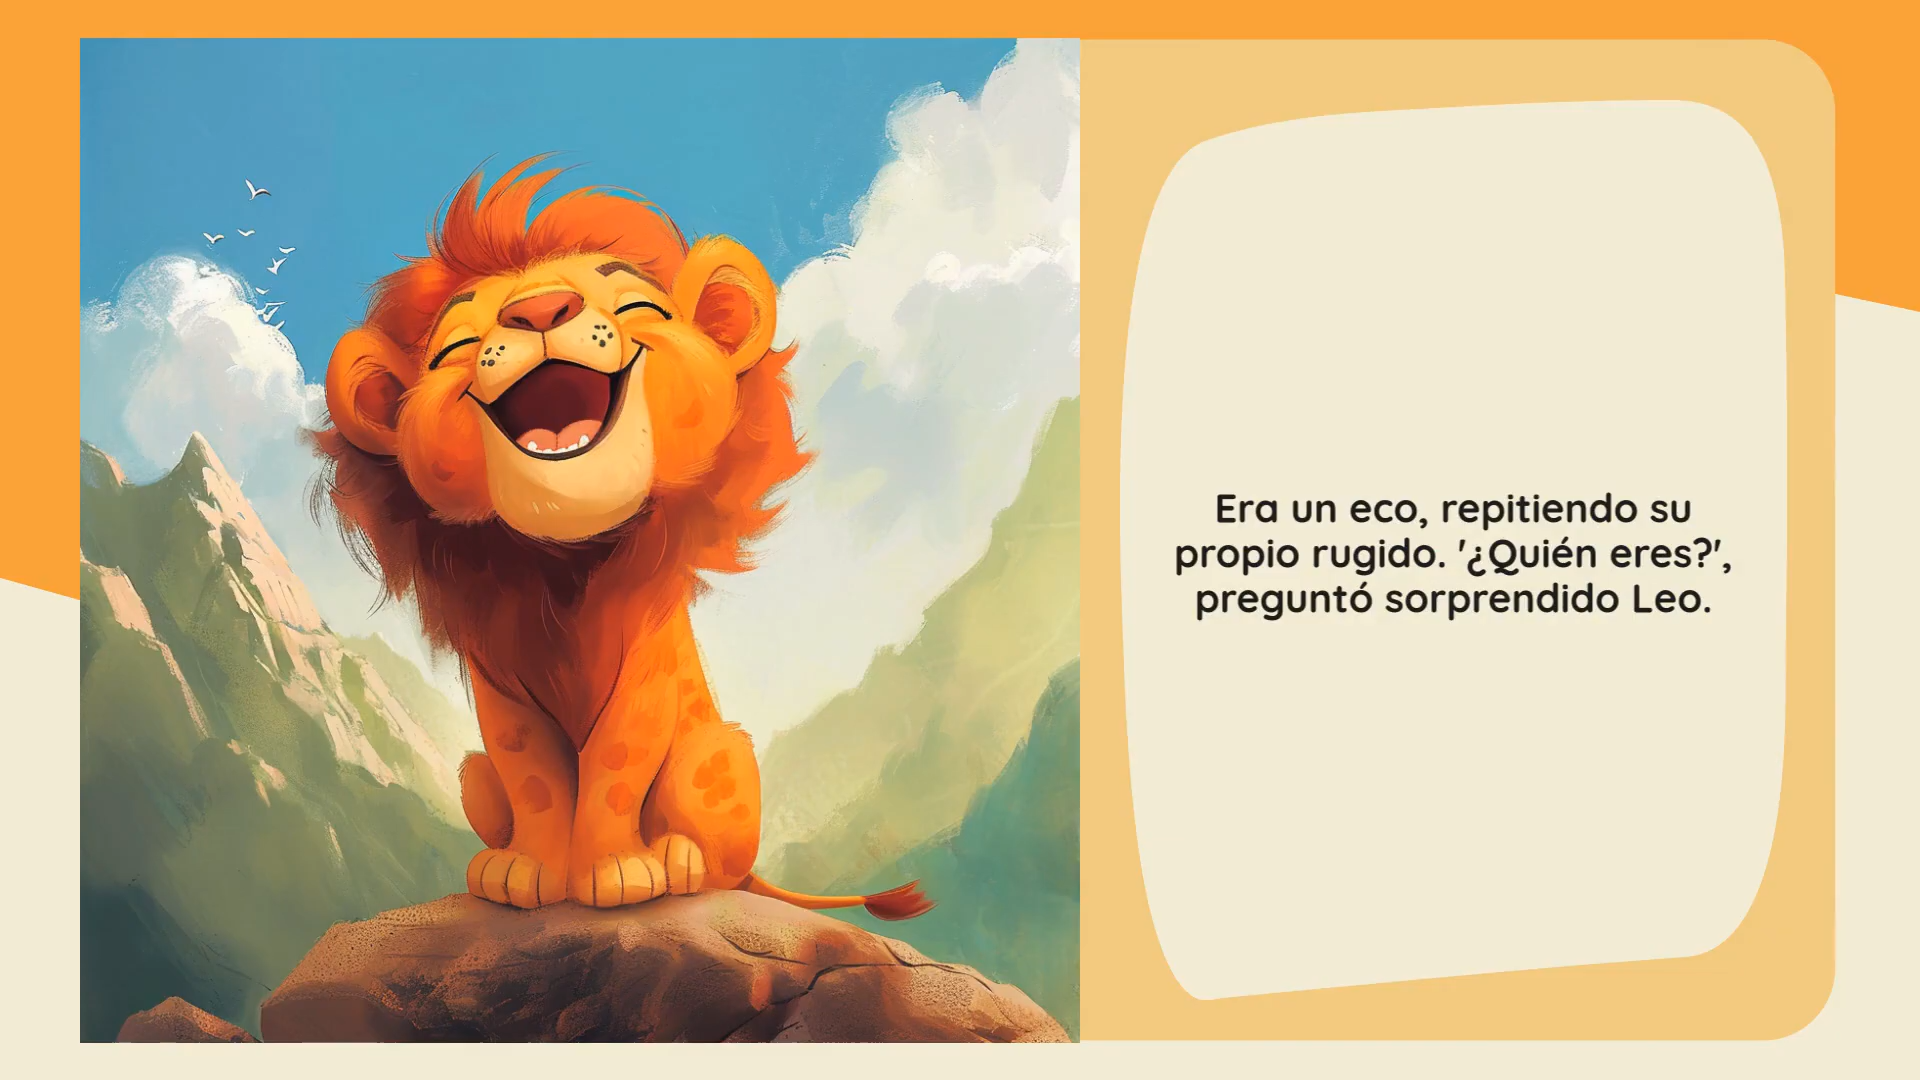 Era un eco, repitiendo su
propio rugido. '¿Quién eres?',
preguntó sorprendido Leo.